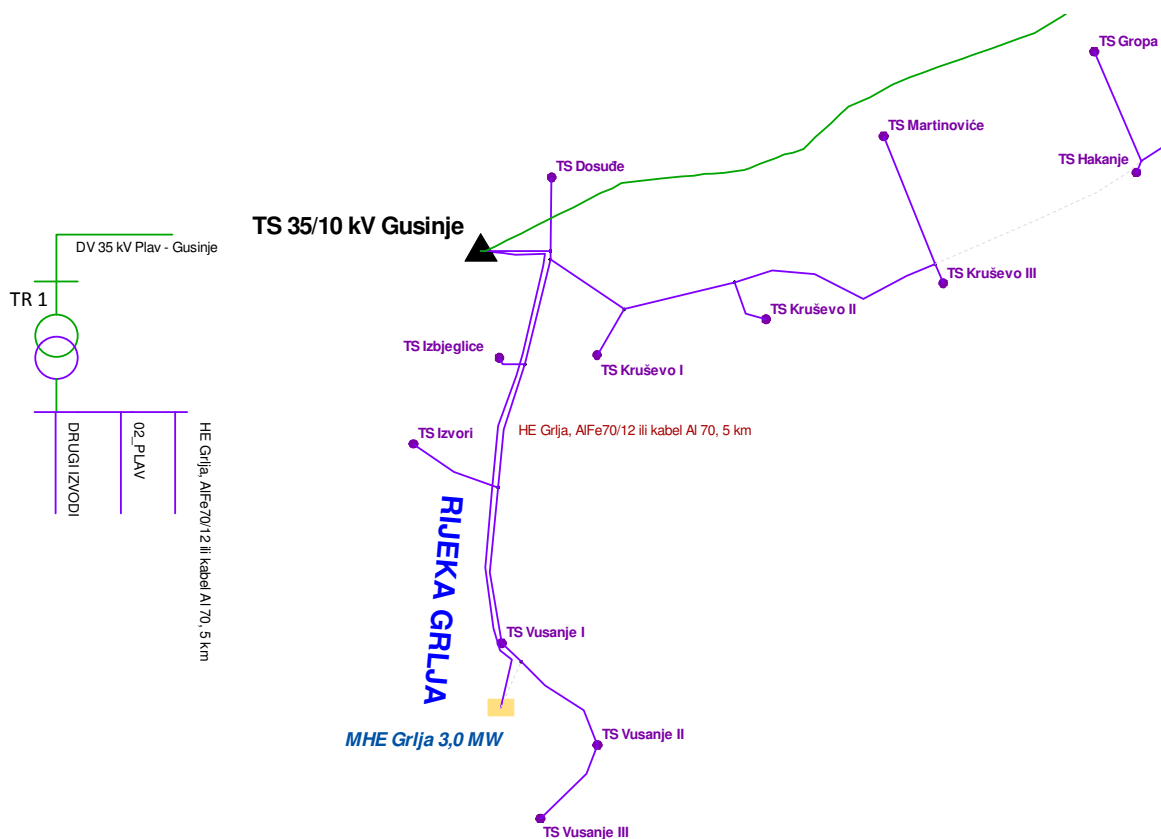 TS Gropa
TS Martinoviće
TS Hakanje
TS Dosuđe
TS 35/10 kV Gusinje
DV 35 kV Plav - Gusinje
TR 1
TS Kruševo III
TS Kruševo II
TS Izbjeglice
TS Kruševo I
TS Izvori
HE Grlja, AlFe70/12 ili kabel Al 70, 5 km
DRUGI IZVODI
02_PLAV
HE Grlja, AlFe70/12 ili kabel Al 70, 5 km
RIJEKA GRLJA
TS Vusanje I
MHE Grlja 3,0 MW
TS Vusanje II
TS Vusanje III